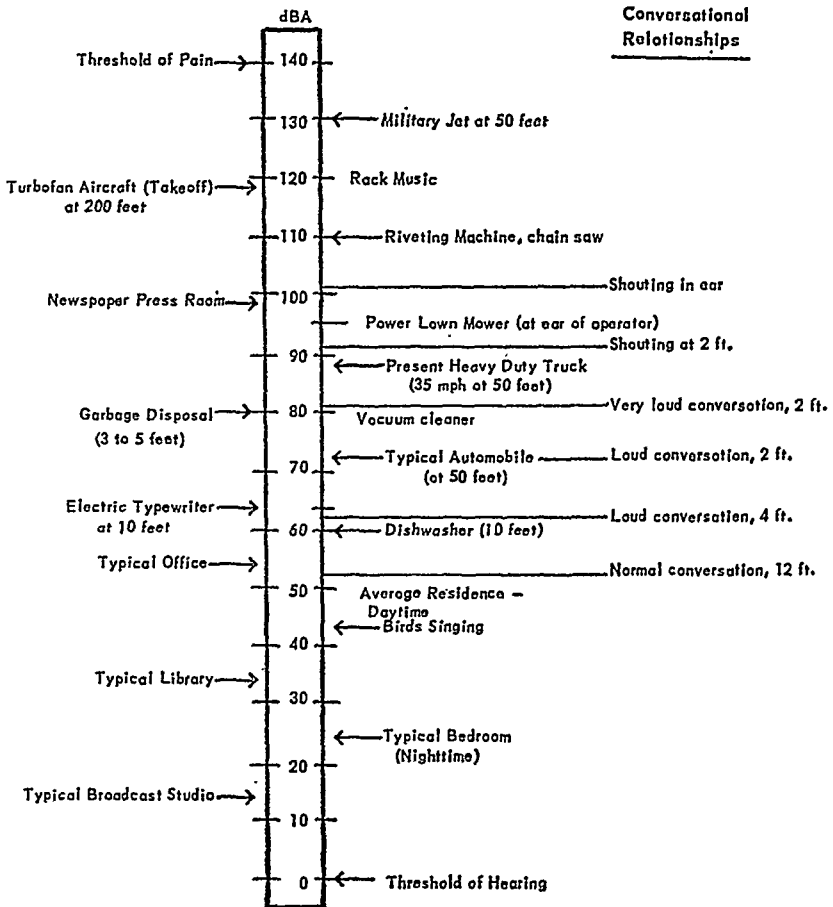 dBA
Conversational
Relationships
Threshold of Pain
140
130
Military Jet at 50 feet
120
Rock Music
Turbofan Aircraft (Takeoff)
at 200 feet
110
Riveting Machine, chain saw
Shouting in ear
100
Newspaper Press Room
Power Lawn Mower (at ear of operator)
Shouting at 2 ft.
90
Present Heavy Duty Truck
(35 mph at 50 feet)
Very loud conversation, 2 ft.
80
Garbage Disposal
(3 to 5 feet)
Vacuum cleaner
Typical Automobile
(at 50 feet)
Loud conversation, 2 ft.
70
Electric Typewriter
at 10 feet
Loud conversation, 4 ft.
60
Dishwasher (10 feet)
Typical Office
Normal conversation, 12 ft.
50
Average Residence –
Daytime
Birds Singing
40
Typical Library
30
Typical Bedroom
(Nighttime)
20
Typical Broadcast Studio
10
0
Threshold of Hearing